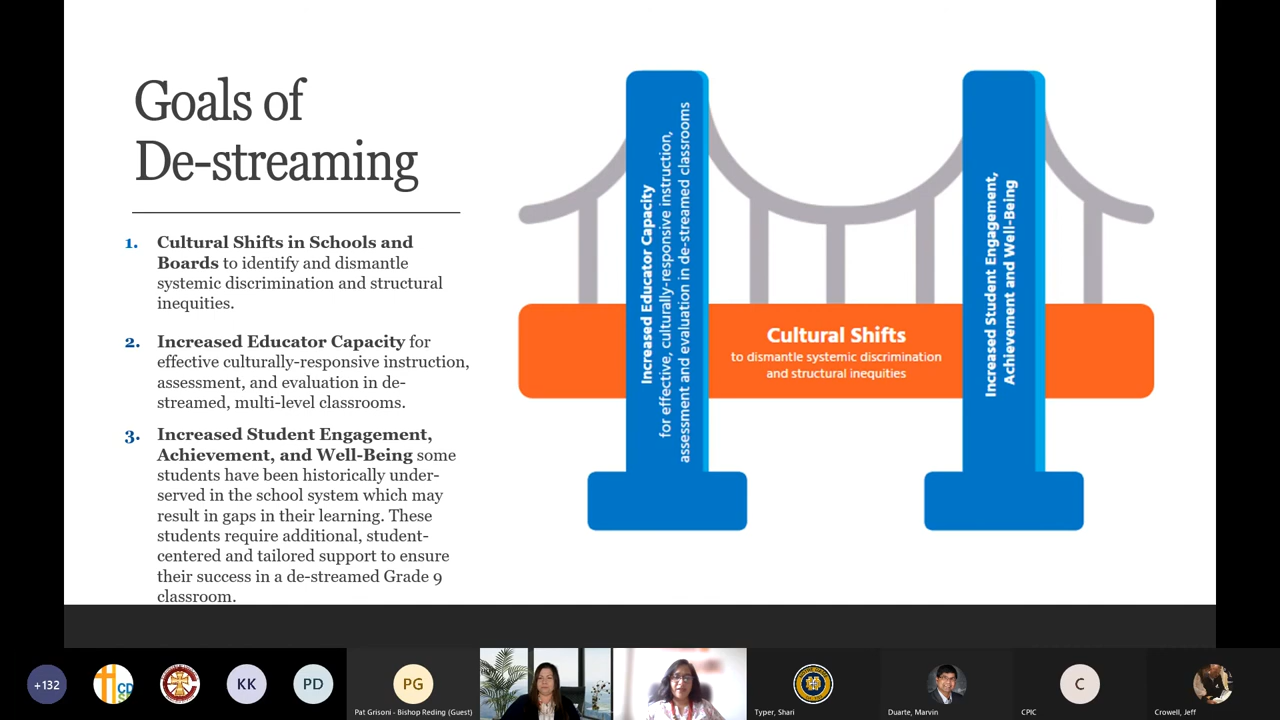 Goals of
De-streaming
1. Cultural Shifts in Schools and
Boards to identify and dismantle
systemic discrimination and structural
inequities.
2. Increased Educator Capacity for
effective culturally-responsive instruction,
assessment, and evaluation in de-
streamed, multi-level classrooms.
3. Increased Student Engagement,
Achievement, and Well-Being some
students have been historically under-
served in the school system which may
result in gaps in their learning. These
students require additional, student-
centered and tailored support to ensure
their success in a de-streamed Grade 9
classroom.
Increased Educator Capacity
for effective, culturally-responsive instruction,
assessment and evaluation in de-streamed classrooms
Cultural Shifts
to dismantle systemic discrimination
and structural inequities
Increased Student Engagement,
Achievement and Well-Being
+132
KK
PD
PG
Pat Grisoni - Bishop Reding (Guest)
Typer, Shari
Duarte, Marvin
C
CPIC
Crowell, Jeff